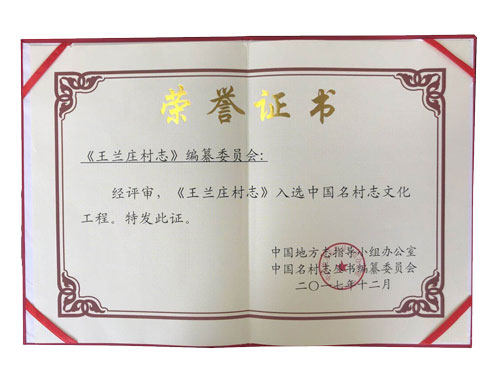 荣誉证书
《王兰庄村志》编纂委员会:
经评审，《王兰庄村志》入选中国名村志文化
工程。特发此证。
中国地方志指导小组办公室
中国名村志丛书编纂委员会
二〇一七年十二月